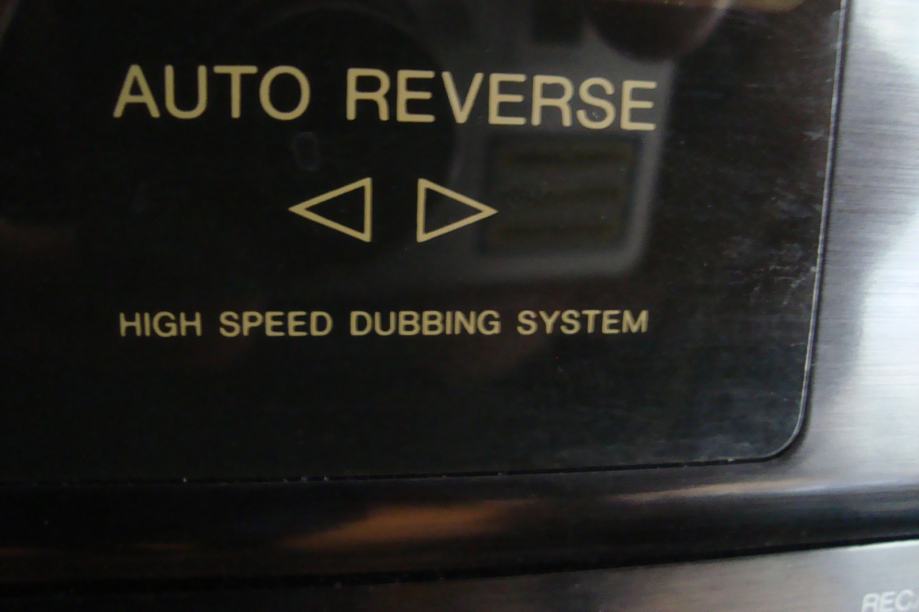 AUTO REVERSE
HIGH SPEED DUBBING SYSTEM